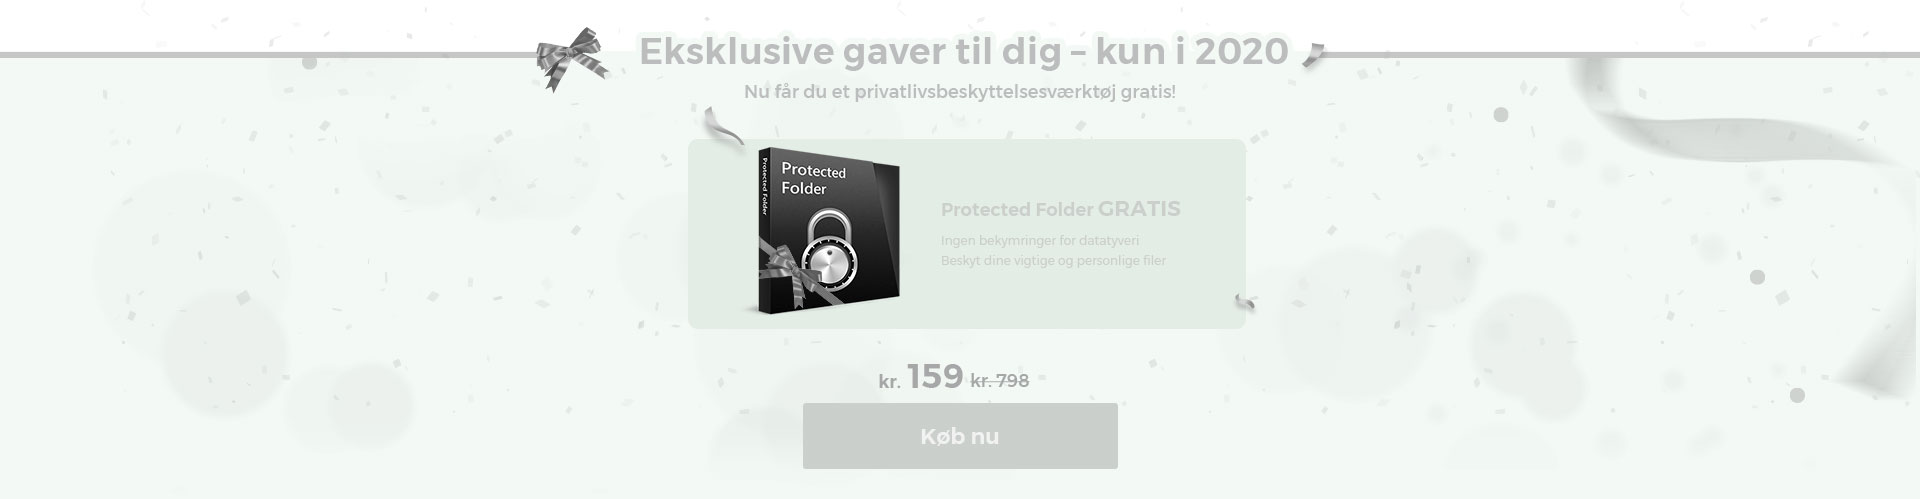 Eksklusive gaver til dig – kun i 2020
Nu får du et privatlivsbeskyttelsesværktøj gratis!
Protected Folder
Protected
Folder
Protected Folder GRATIS
Ingen bekymringer for datatyveri
Beskyt dine vigtige og personlige filer
kr. 159 kr. 798
Køb nu